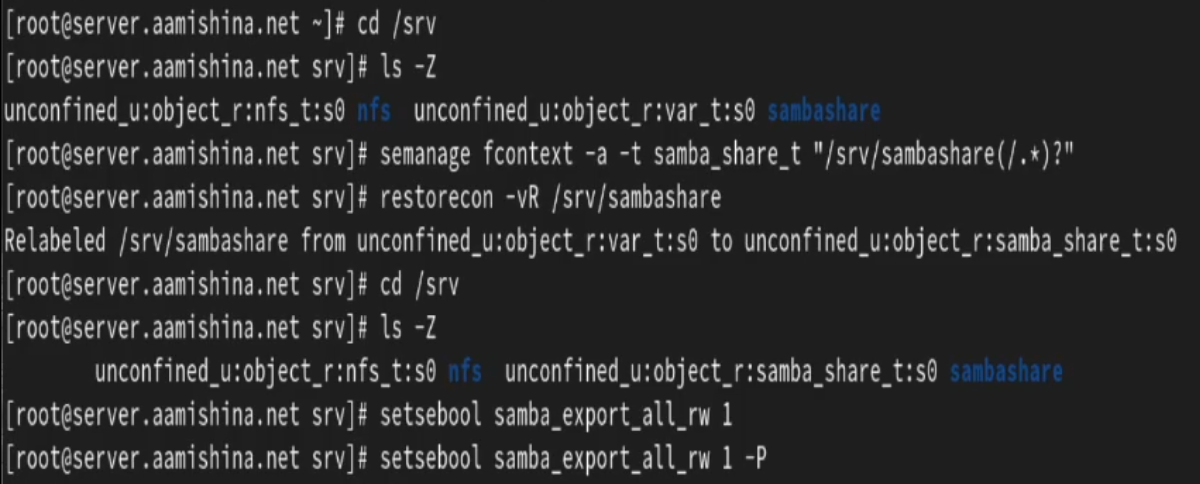 [root@server.aamishina.net ~]# cd /srv
[root@server.aamishina.net srv]# ls -Z
unconfined_u:object_r:nfs_t:s0 nfs  unconfined_u:object_r:var_t:s0 sambashare
[root@server.aamishina.net srv]# semanage fcontext -a -t samba_share_t "/srv/sambashare(/.*)?"
[root@server.aamishina.net srv]# restorecon -vR /srv/sambashare
Relabeled /srv/sambashare from unconfined_u:object_r:var_t:s0 to unconfined_u:object_r:samba_share_t:s0
[root@server.aamishina.net srv]# cd /srv
[root@server.aamishina.net srv]# ls -Z
        unconfined_u:object_r:nfs_t:s0 nfs  unconfined_u:object_r:samba_share_t:s0 sambashare
[root@server.aamishina.net srv]# setsebool samba_export_all_rw 1
[root@server.aamishina.net srv]# setsebool samba_export_all_rw 1 -P